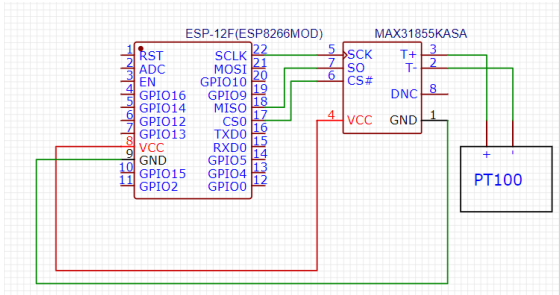 ESP-12F(ESP8266MOD)
1 RST SCLK 22
2 ADC MOSI 21
3 EN GPIO10 20
4 GPIO16 GPIO9 19
5 GPIO14 MISO 18
6 GPIO12 CS0 17
7 GPIO13 TXD0 16
8 VCC RXD0 15
9 GND GPIO5 14
10 GPIO15 GPIO4 13
11 GPIO2 GPIO0 12
MAX31855KASA
5 SCK T+ 3
7 SO T- 2
6 CS#
DNC 8
4 VCC GND 1
+ -
PT100